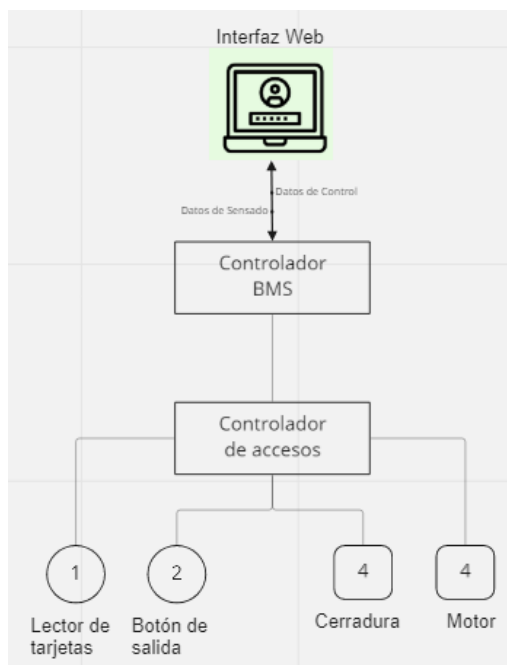 Interfaz Web
Datos de Control
Datos de Sensado
Controlador
BMS
Controlador
de accesos
1
2
4
4
Lector de
tarjetas
Botón de
salida
Cerradura
Motor